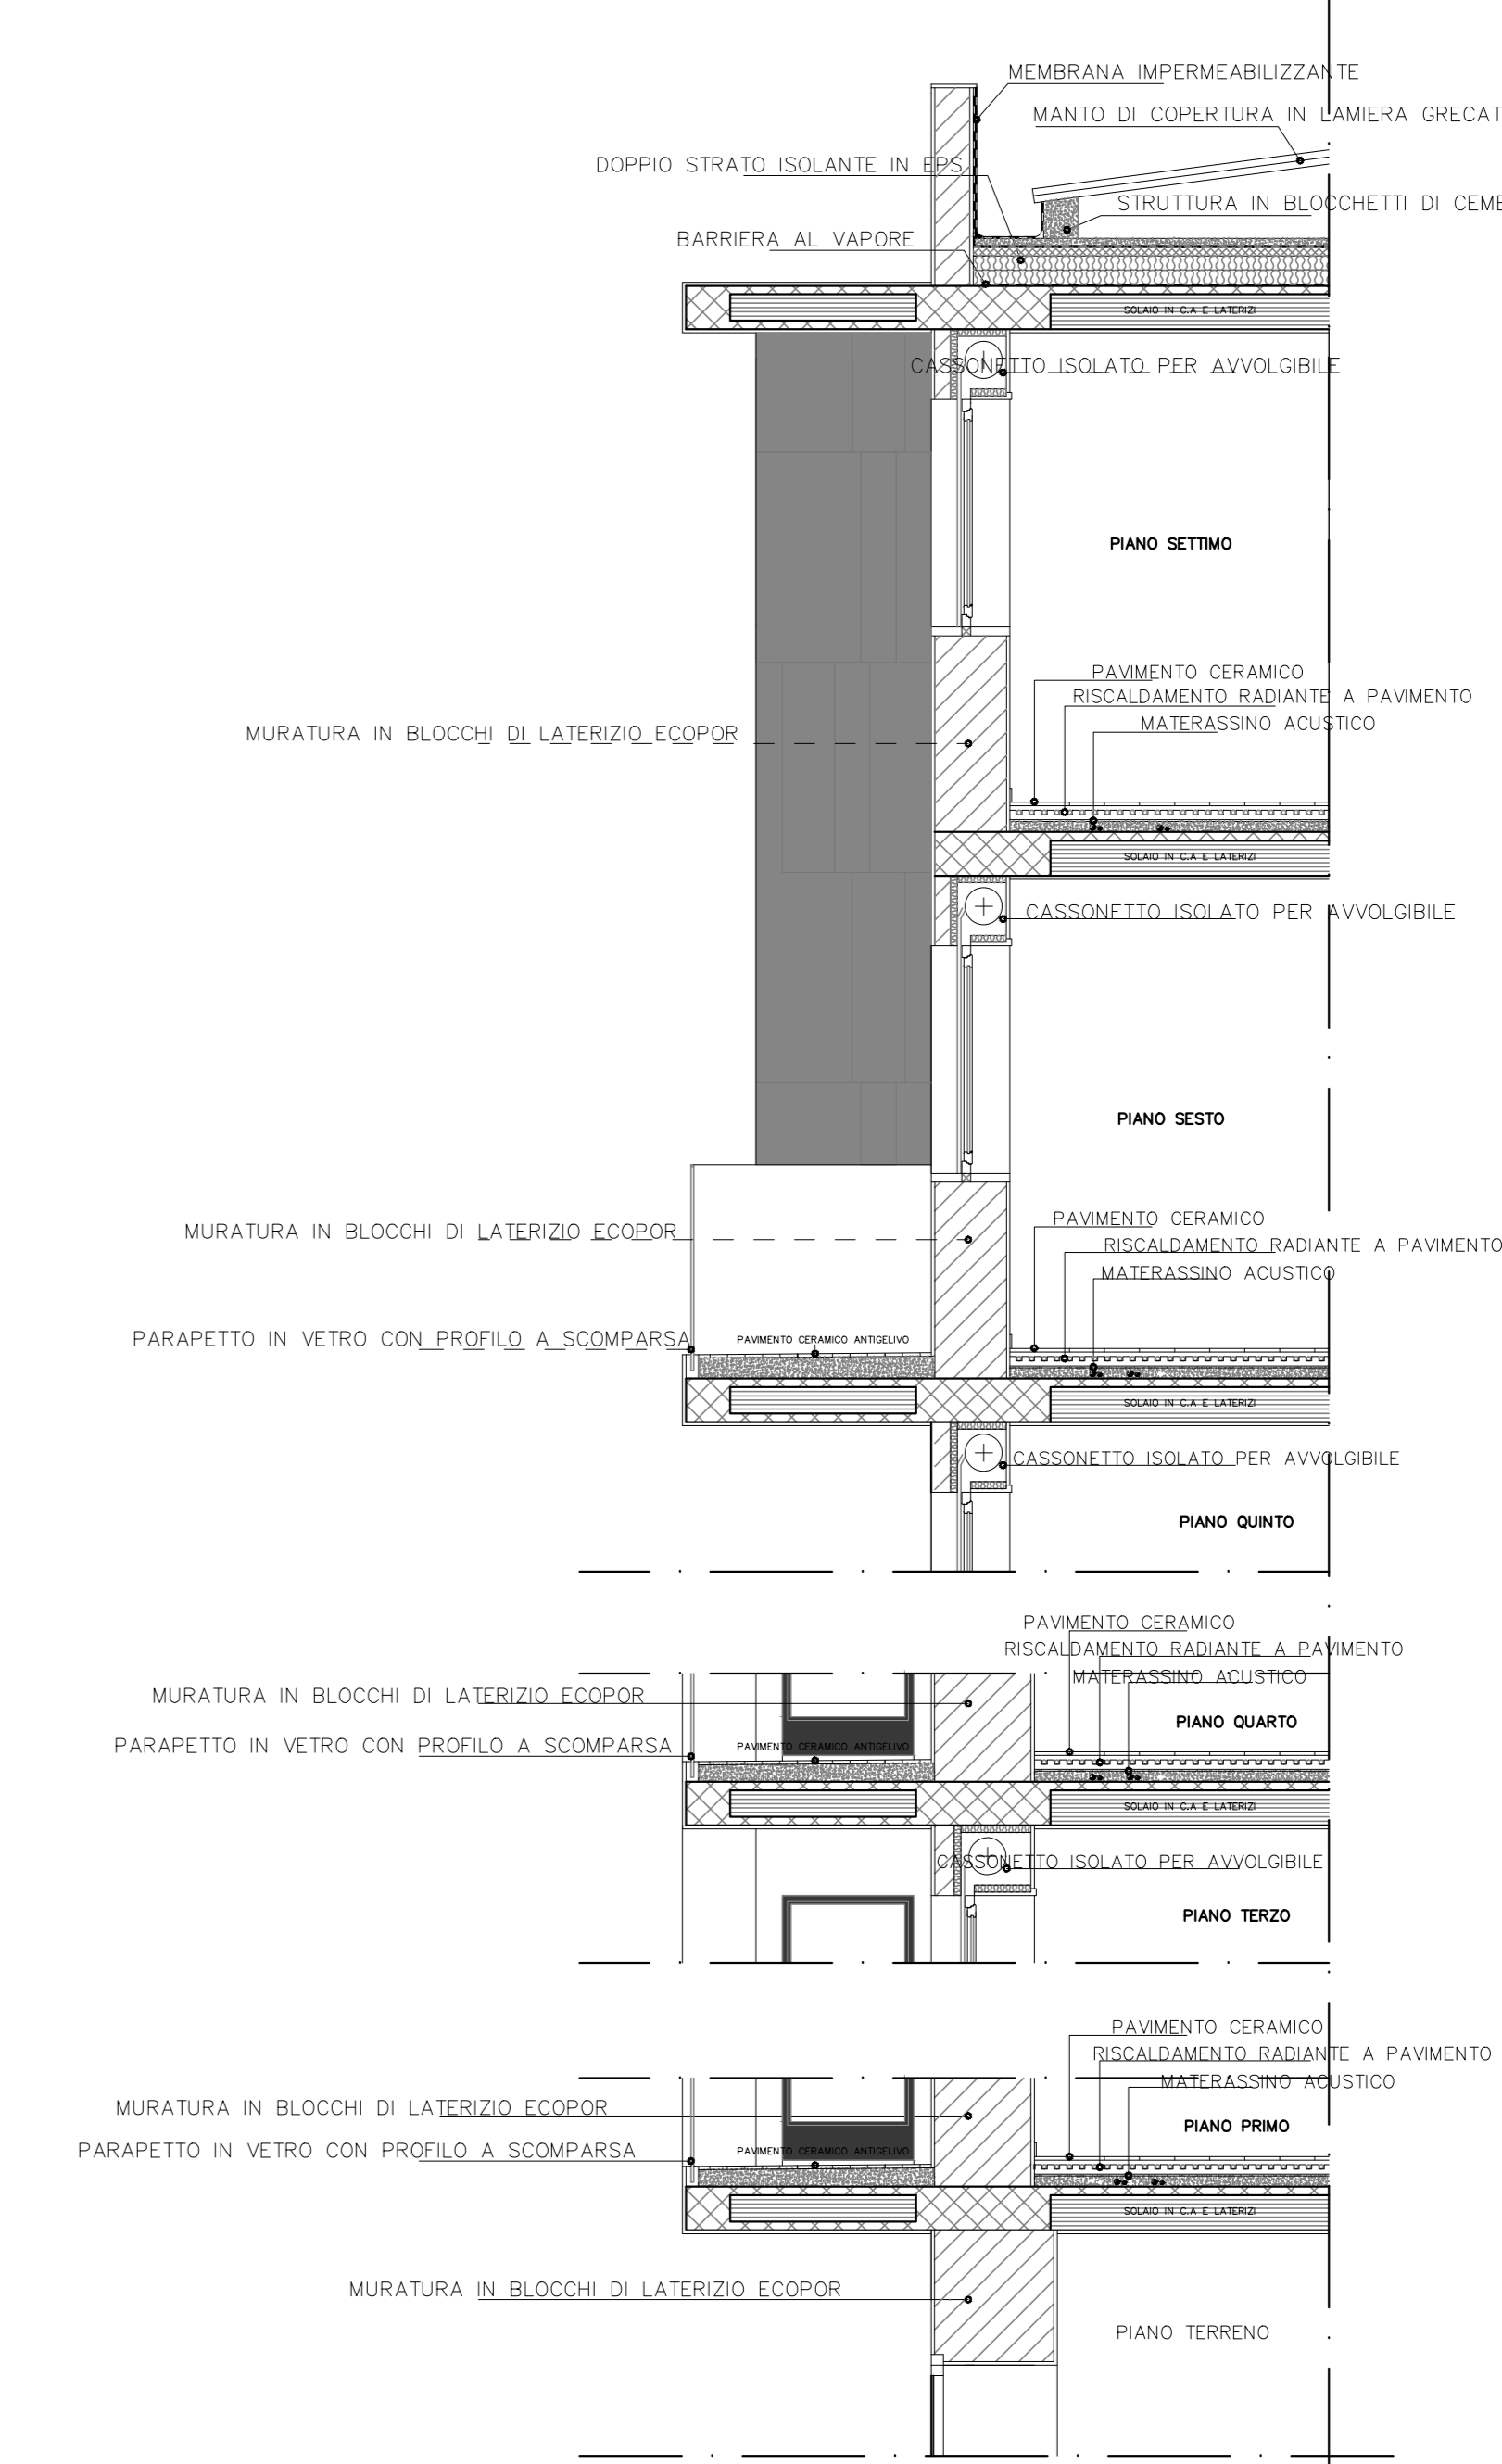 MEMBRANA IMPERMEABILIZZANTE
MANTO DI COPERTURA IN LAMIERA GRECAT
DOPPIO STRATO ISOLANTE IN EPS
STRUTTURA IN BLOCCHETTI DI CEME
BARRIERA AL VAPORE
SOLAIO IN C.A E LATERIZI
CASSONETTO ISOLATO PER AVVOLGIBILE
PIANO SETTIMO
PAVIMENTO CERAMICO
RISCALDAMENTO RADIANTE A PAVIMENTO
MATERASSINO ACUSTICO
MURATURA IN BLOCCHI DI LATERIZIO ECOPOR
SOLAIO IN C.A E LATERIZI
CASSONETTO ISOLATO PER AVVOLGIBILE
PIANO SESTO
PAVIMENTO CERAMICO
MURATURA IN BLOCCHI DI LATERIZIO ECOPOR
RISCALDAMENTO RADIANTE A PAVIMENTO
MATERASSINO ACUSTICO
PARAPETTO IN VETRO CON PROFILO A SCOMPARSA
PAVIMENTO CERAMICO ANTIGELIVO
SOLAIO IN C.A E LATERIZI
CASSONETTO ISOLATO PER AVVOLGIBILE
PIANO QUINTO
PAVIMENTO CERAMICO
RISCALDAMENTO RADIANTE A PAVIMENTO
MATERASSINO ACUSTICO
MURATURA IN BLOCCHI DI LATERIZIO ECOPOR
PIANO QUARTO
PARAPETTO IN VETRO CON PROFILO A SCOMPARSA
PAVIMENTO CERAMICO ANTIGELIVO
SOLAIO IN C.A E LATERIZI
CASSONETTO ISOLATO PER AVVOLGIBILE
PIANO TERZO
PAVIMENTO CERAMICO
RISCALDAMENTO RADIANTE A PAVIMENTO
MATERASSINO ACUSTICO
MURATURA IN BLOCCHI DI LATERIZIO ECOPOR
PIANO PRIMO
PARAPETTO IN VETRO CON PROFILO A SCOMPARSA
PAVIMENTO CERAMICO ANTIGELIVO
SOLAIO IN C.A E LATERIZI
MURATURA IN BLOCCHI DI LATERIZIO ECOPOR
PIANO TERRENO